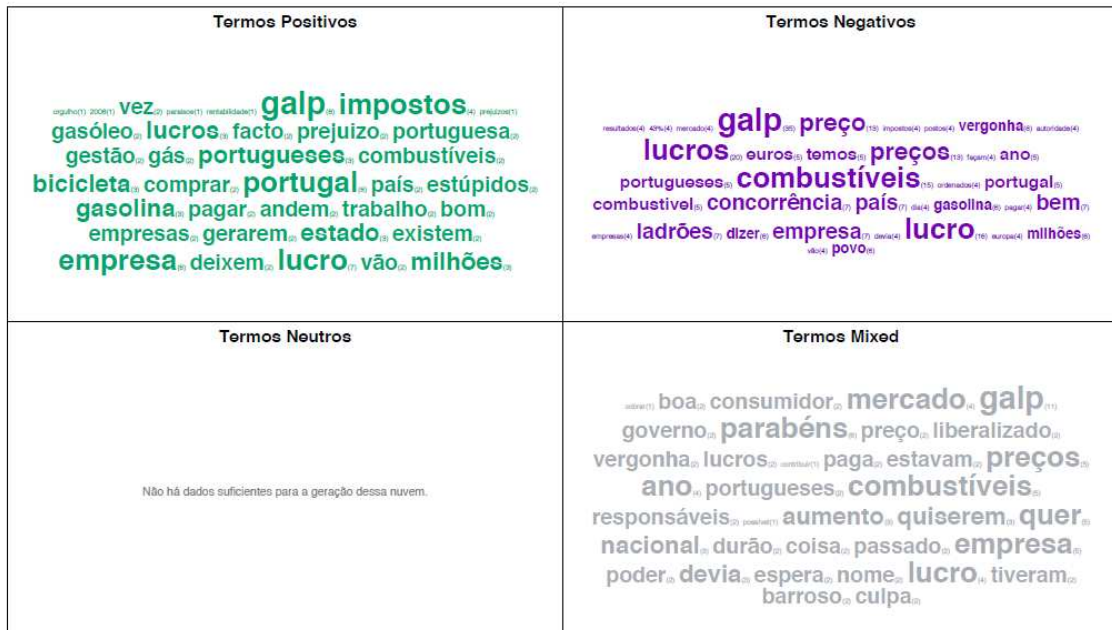 Termos Positivos
orgulho(1) 2008(1) paraísos(1) rentabilidade(1) prejuizos(1)
vez(2) galp(8) impostos(4)
gasóleo(2) lucros(3) facto(2) prejuizo(2) portuguesa(2)
gestão(2) gás(2) portugueses(3) combustíveis(2)
bicicleta(3) comprar(2) portugal(9) país(2) estúpidos(2)
gasolina(3) pagar(2) andem(2) trabalho(2) bom(2)
empresas(2) gerarem(2) estado(3) existem(2)
empresa(6) deixem(2) lucro(7) vão(2) milhões(3)
Termos Negativos
resultados(4) 43%(4) mercado(4) galp(35) preço(13) impostos(4) postos(4) vergonha(6) autoridade(4)
lucros(20) euros(5) temos(5) preços(13) façam(4) ano(5)
portugueses(5) combustíveis(15) ordenados(4) portugal(5)
combustivel(5) concorrência(7) país(7) dia(4) gasolina(6) pagar(4) bem(7)
empresas(4) ladrões(7) dizer(6) empresa(7) devia(4) lucro(16) europa(4) milhões(6)
vão(4) povo(6)
Termos Neutros
Não há dados suficientes para a geração dessa nuvem.
Termos Mixed
boa(2) consumidor(2) mercado(4) galp(11)
governo(2) parabéns(6) preço(2) liberalizado(2)
vergonha(2) lucros(2) contribuir(1) paga(2) estavam(2) preços(5)
ano(4) portugueses(2) combustíveis(5)
responsáveis(2) possível(1) aumento(3) quiserem(3) quer(5)
nacional(3) durão(2) coisa(2) passado(2) empresa(5)
poder(2) devia(3) espera(2) nome(2) lucro(4) tiveram(2)
barroso(2) culpa(2)